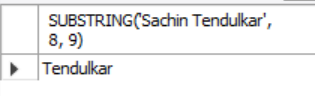 SUBSTRING('Sachin Tendulkar',
8, 9)
Tendulkar